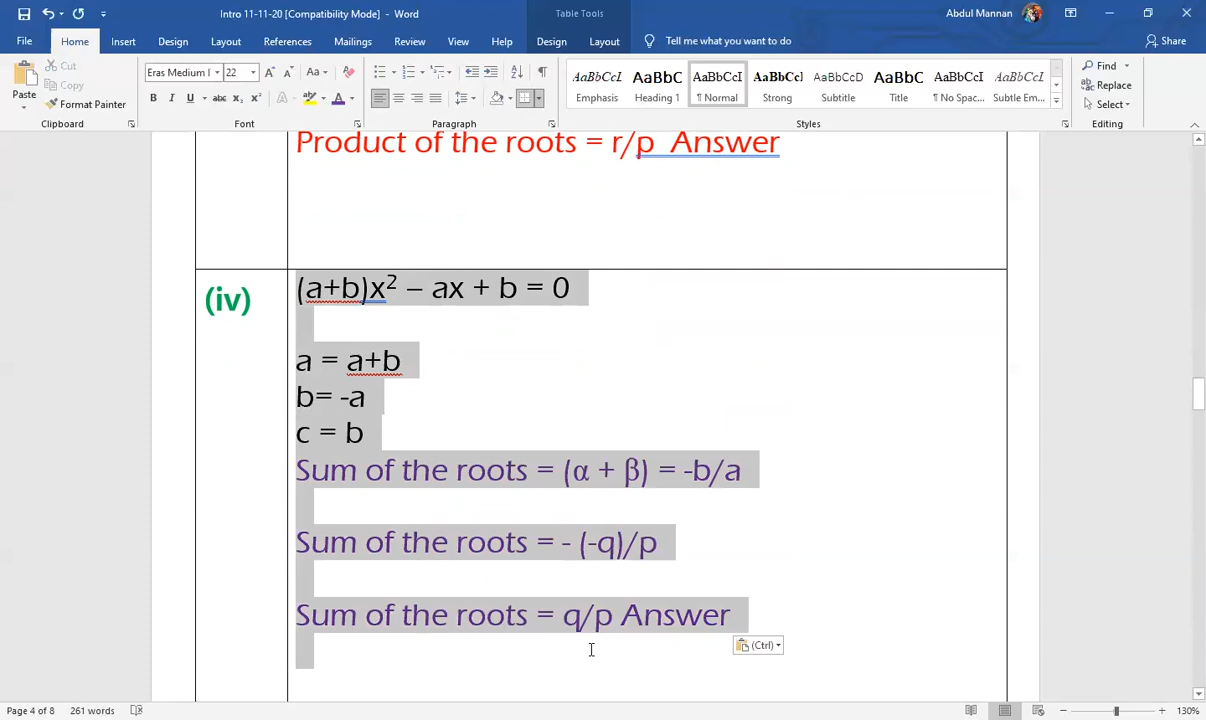 Intro 11-11-20 [Compatibility Mode] - Word
Table Tools
Abdul Mannan
File Home Insert Design Layout References Mailings Review View Help Design Layout Tell me what you want to do Share
Paste
Cut
Copy
Format Painter
Clipboard
Eras Medium I 22
Font
Paragraph
AaBbCcI
Emphasis
AaBbC
Heading 1
AaBbCcI
¶ Normal
AaBbCcI
Strong
AaBbCcD
Subtitle
AaBbC
Title
AaBbCcI
¶ No Spac...
AaBbCcI
Subtle Em...
Styles
Find
Replace
Select
Editing
Product of the roots = r/p Answer
(iv)
(a+b)x² – ax + b = 0
a = a+b
b= -a
c = b
Sum of the roots = (α + β) = -b/a
Sum of the roots = - (-q)/p
Sum of the roots = q/p Answer
(Ctrl)
Page 4 of 8 261 words
130%